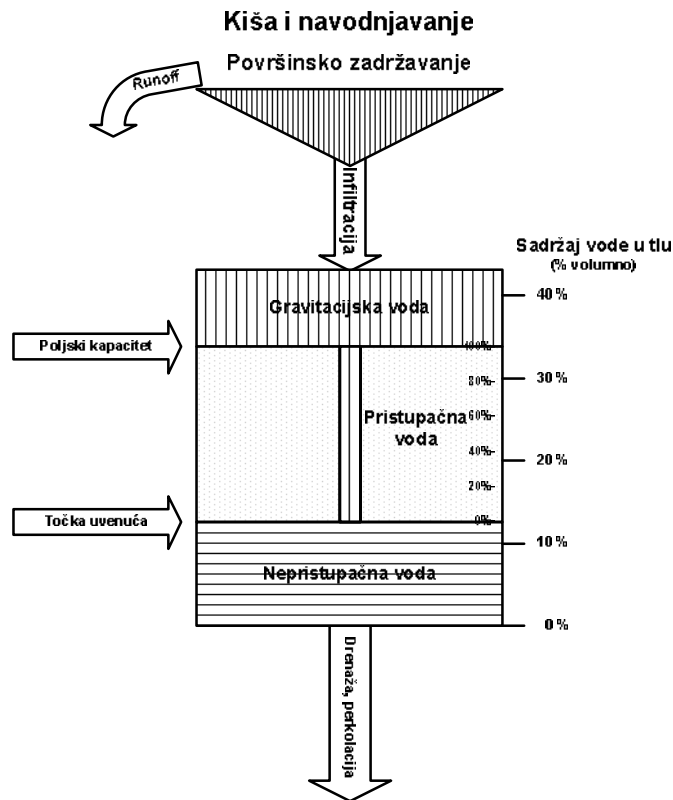 Kiša i navodnjavanje
Površinsko zadržavanje
Runoff
Infiltracija
Sadržaj vode u tlu
(% volumno)
40%
Gravitacijska voda
Poljski kapacitet
100%
80%
30%
Pristupačna
voda
60%
40%
20%
20%
Točka uvenuća
0%
10%
Nepristupačna voda
0%
Drenaža, perkolacija